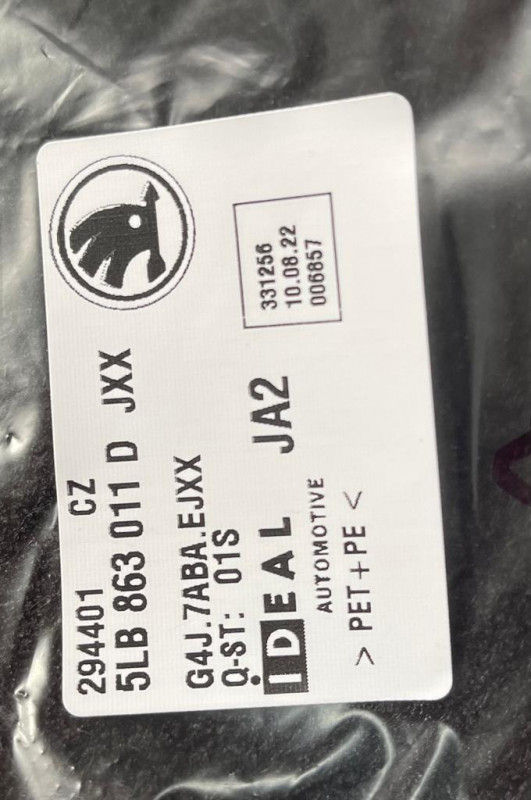 294401 CZ
5LB 863 011 D JXX
G4J.7ABA.EJXX
Q-ST: 01S
IDEAL JA2
AUTOMOTIVE
> PET+PE <
331256
10.08.22
006857